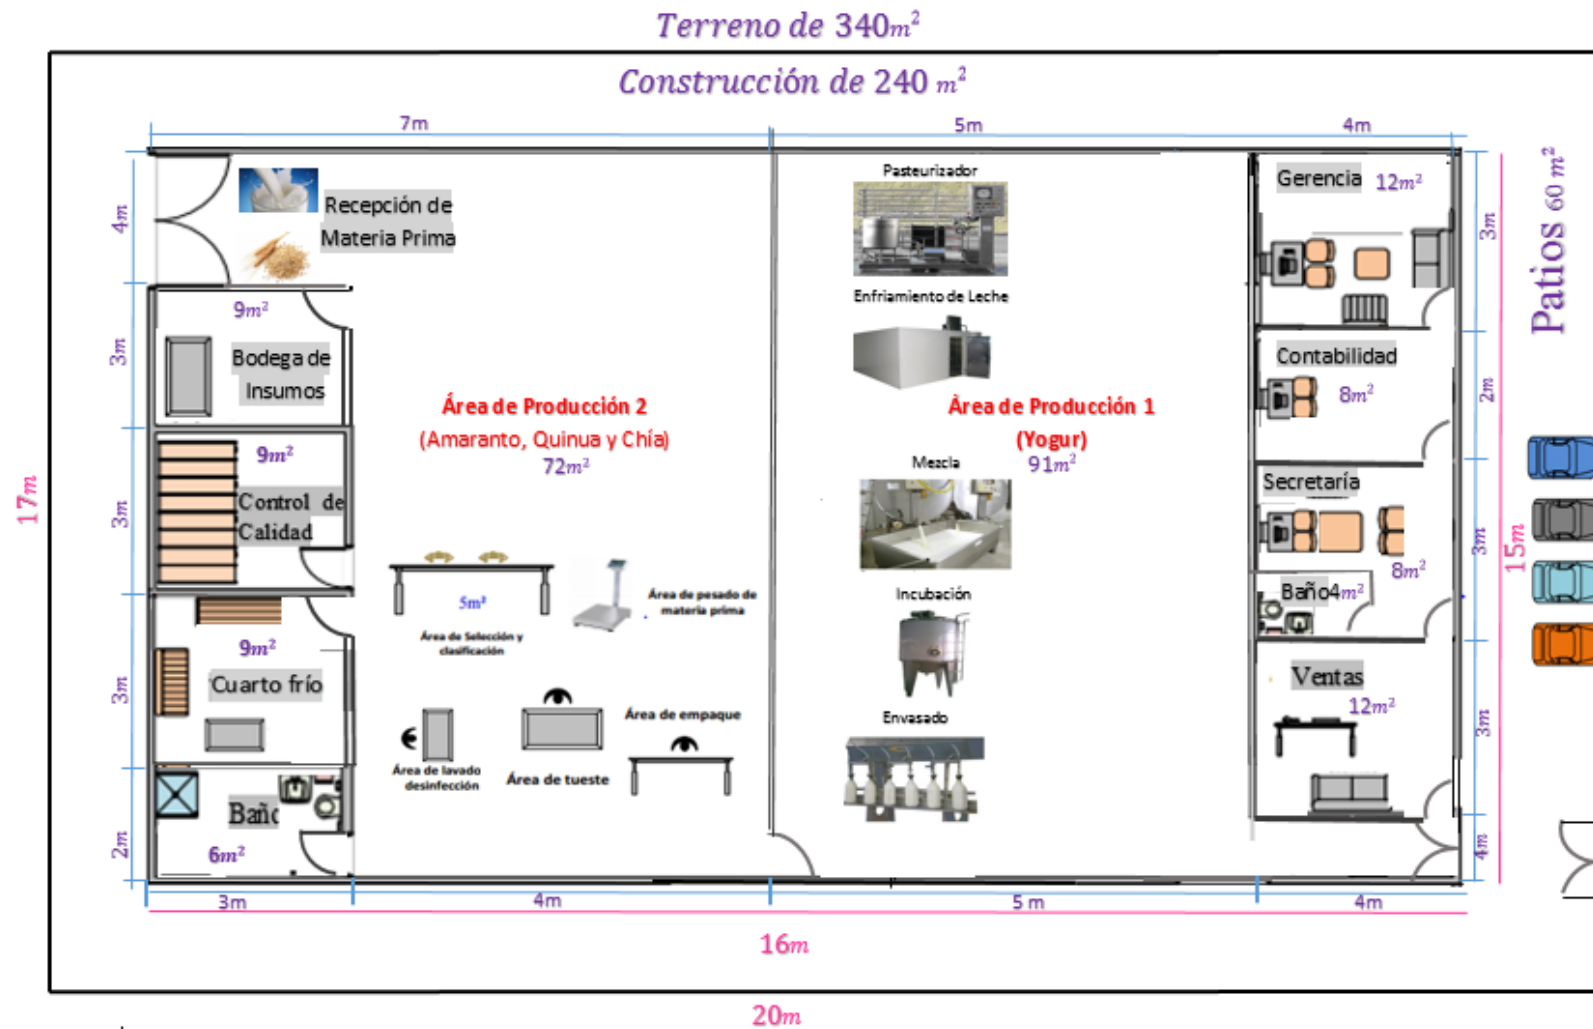 Terreno de 340m²
Construcción de 240 m²
7m
5m
4m
4m
3m
3m
3m
2m
17m
Recepción de
Materia Prima
9m²
Bodega de
Insumos
9m²
Control de
Calidad
9m²
Cuarto frío
Baño
6m²
Área de Producción 2
(Amaranto, Quinua y Chía)
72m²
5m²
Área de Selección y
clasificación
Área de pesado de
materia prima
Área de lavado
desinfección
Área de tueste
Área de empaque
Pasteurizador
Enfriamiento de Leche
Área de Producción 1
(Yogur)
91m²
Mezcla
Incubación
Envasado
Gerencia 12m²
Contabilidad
8m²
Secretaría
8m²
Baño4m²
Ventas
12m²
3m
2m
3m
3m
4m
15m
Patios 60 m²
3m
4m
5 m
4m
16m
20m